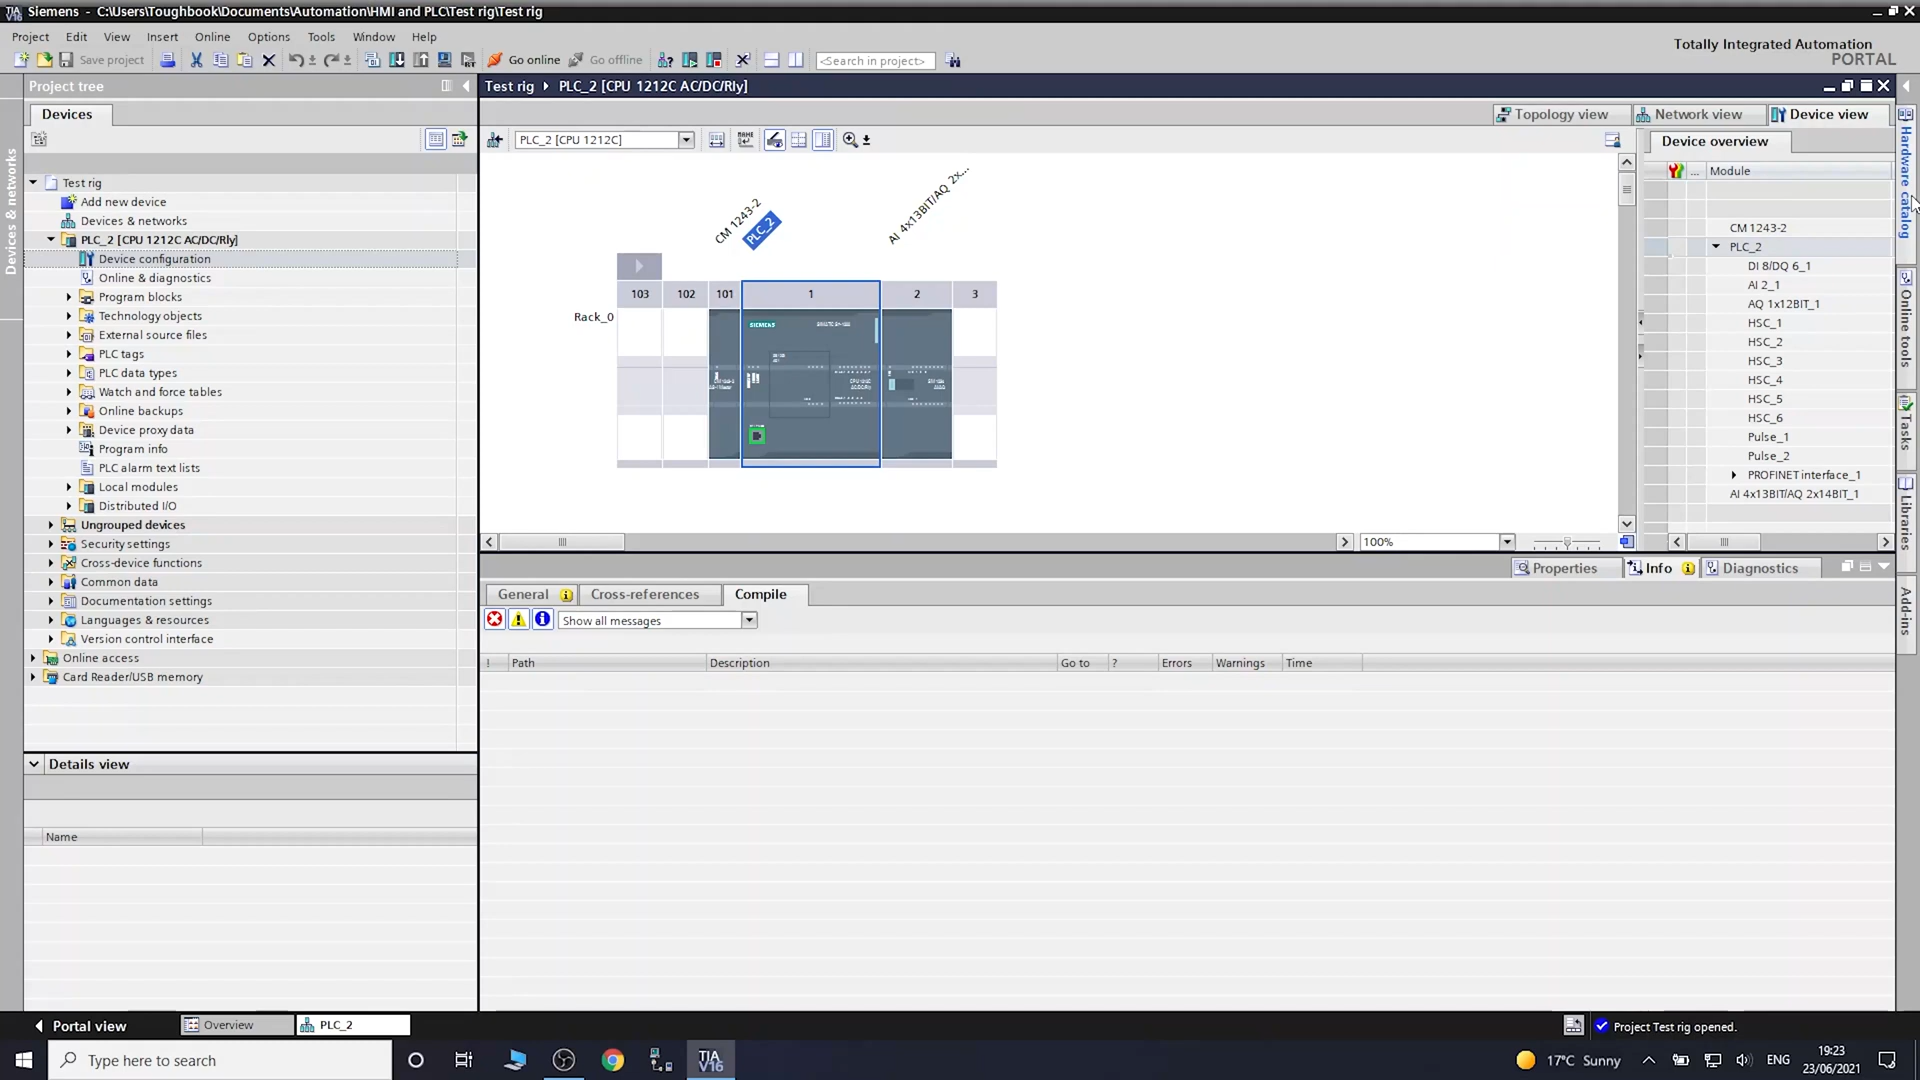 Siemens - C:\Users\Toughbook\Documents\Automation\HMI and PLC\Test rig\Test rig
Project Edit View Insert Online Options Tools Window Help
Totally Integrated Automation
PORTAL
Save project
Go online
Go offline
<Search in project>
Project tree
Test rig
PLC_2 [CPU 1212C AC/DC/Rly]
Devices
Topology view
Network view
Device view
PLC_2 [CPU 1212C]
100%
Devices & networks
Test rig
Add new device
Devices & networks
PLC_2 [CPU 1212C AC/DC/Rly]
Device configuration
Online & diagnostics
Program blocks
Technology objects
External source files
PLC tags
PLC data types
Watch and force tables
Online backups
Device proxy data
Program info
PLC alarm text lists
Local modules
Distributed I/O
Ungrouped devices
Security settings
Cross-device functions
Common data
Documentation settings
Languages & resources
Version control interface
Online access
Card Reader/USB memory
Details view
Name
CM 1243-2
PLC_2
AI 4x13BIT/AQ 2x...
103 102 101 1 2 3
Rack_0
SIEMENS
Device overview
... Module
CM 1243-2
PLC_2
DI 8/DQ 6_1
AI 2_1
AQ 1x12BIT_1
HSC_1
HSC_2
HSC_3
HSC_4
HSC_5
HSC_6
Pulse_1
Pulse_2
PROFINET interface_1
AI 4x13BIT/AQ 2x14BIT_1
Hardware catalog
Online tools
Tasks
Libraries
Add-ins
Properties
Info
Diagnostics
General
Cross-references
Compile
Show all messages
! Path Description Go to ? Errors Warnings Time
Portal view
Overview
PLC_2
Project Test rig opened.
Type here to search
TIA
V16
17°C Sunny
ENG
19:23
23/06/2021